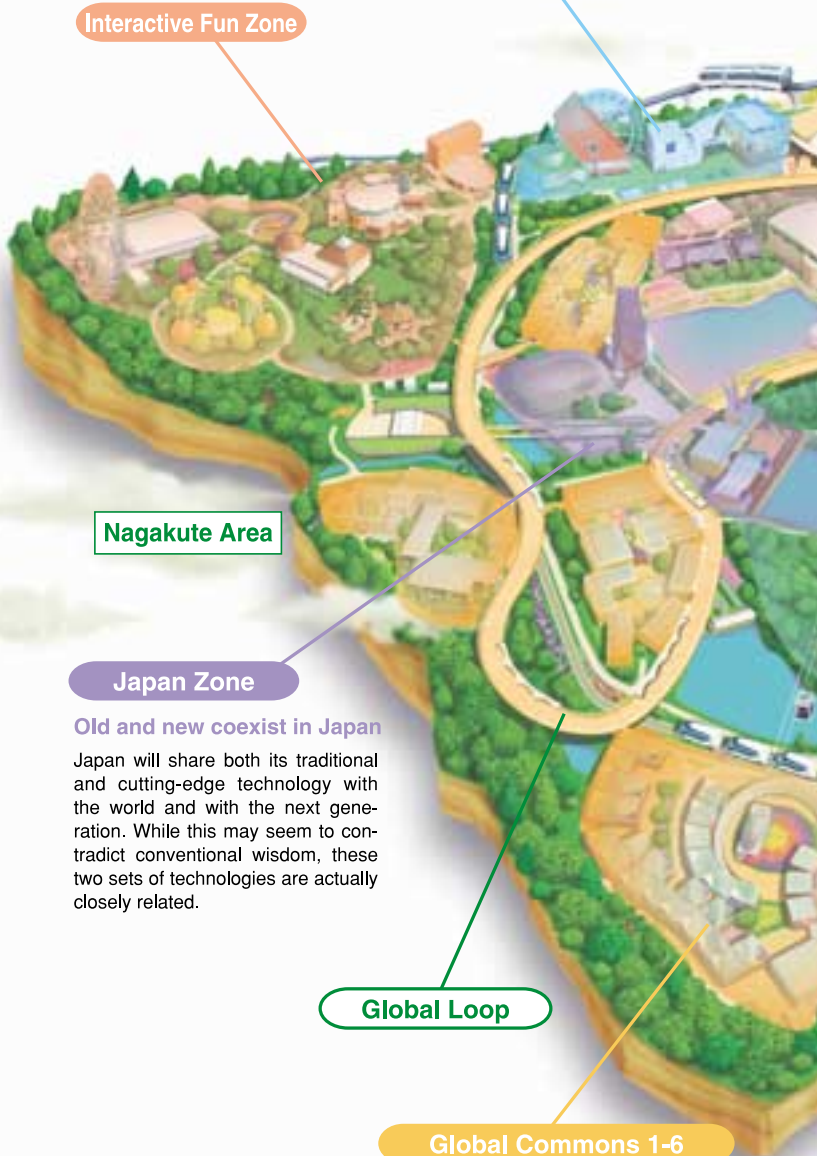 Interactive Fun Zone
Nagakute Area
Japan Zone
Old and new coexist in Japan
Japan will share both its traditional
and cutting-edge technology with
the world and with the next gene-
ration. While this may seem to con-
tradict conventional wisdom, these
two sets of technologies are actually
closely related.
Global Loop
Global Commons 1-6